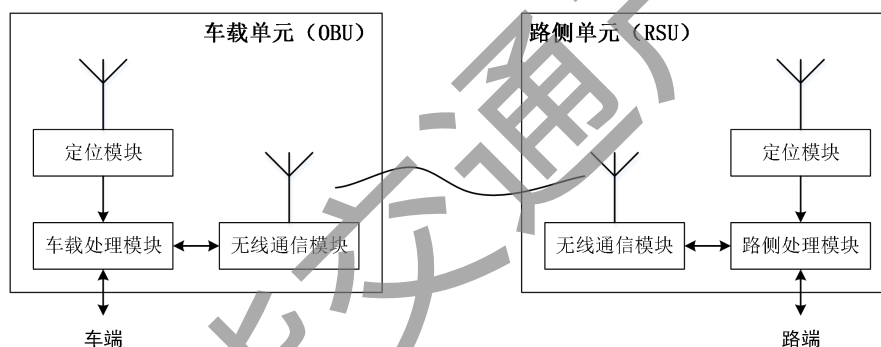 车载单元（OBU）
路侧单元（RSU）
定位模块
定位模块
车载处理模块
无线通信模块
无线通信模块
路侧处理模块
车端
路端
交通